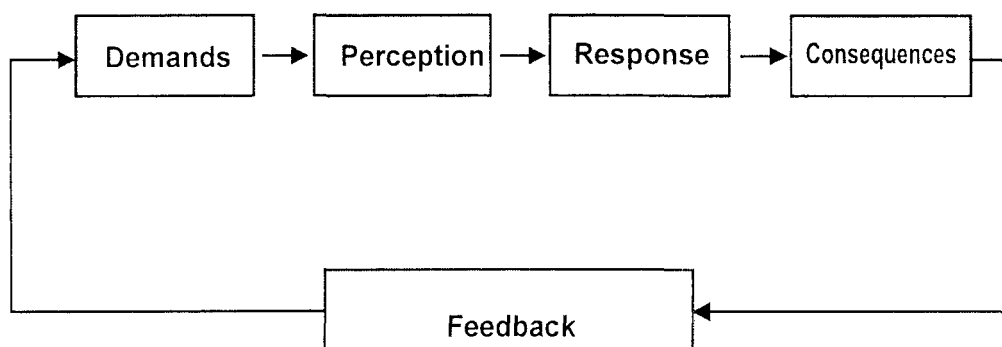 Demands
Perception
Response
Consequences
Feedback